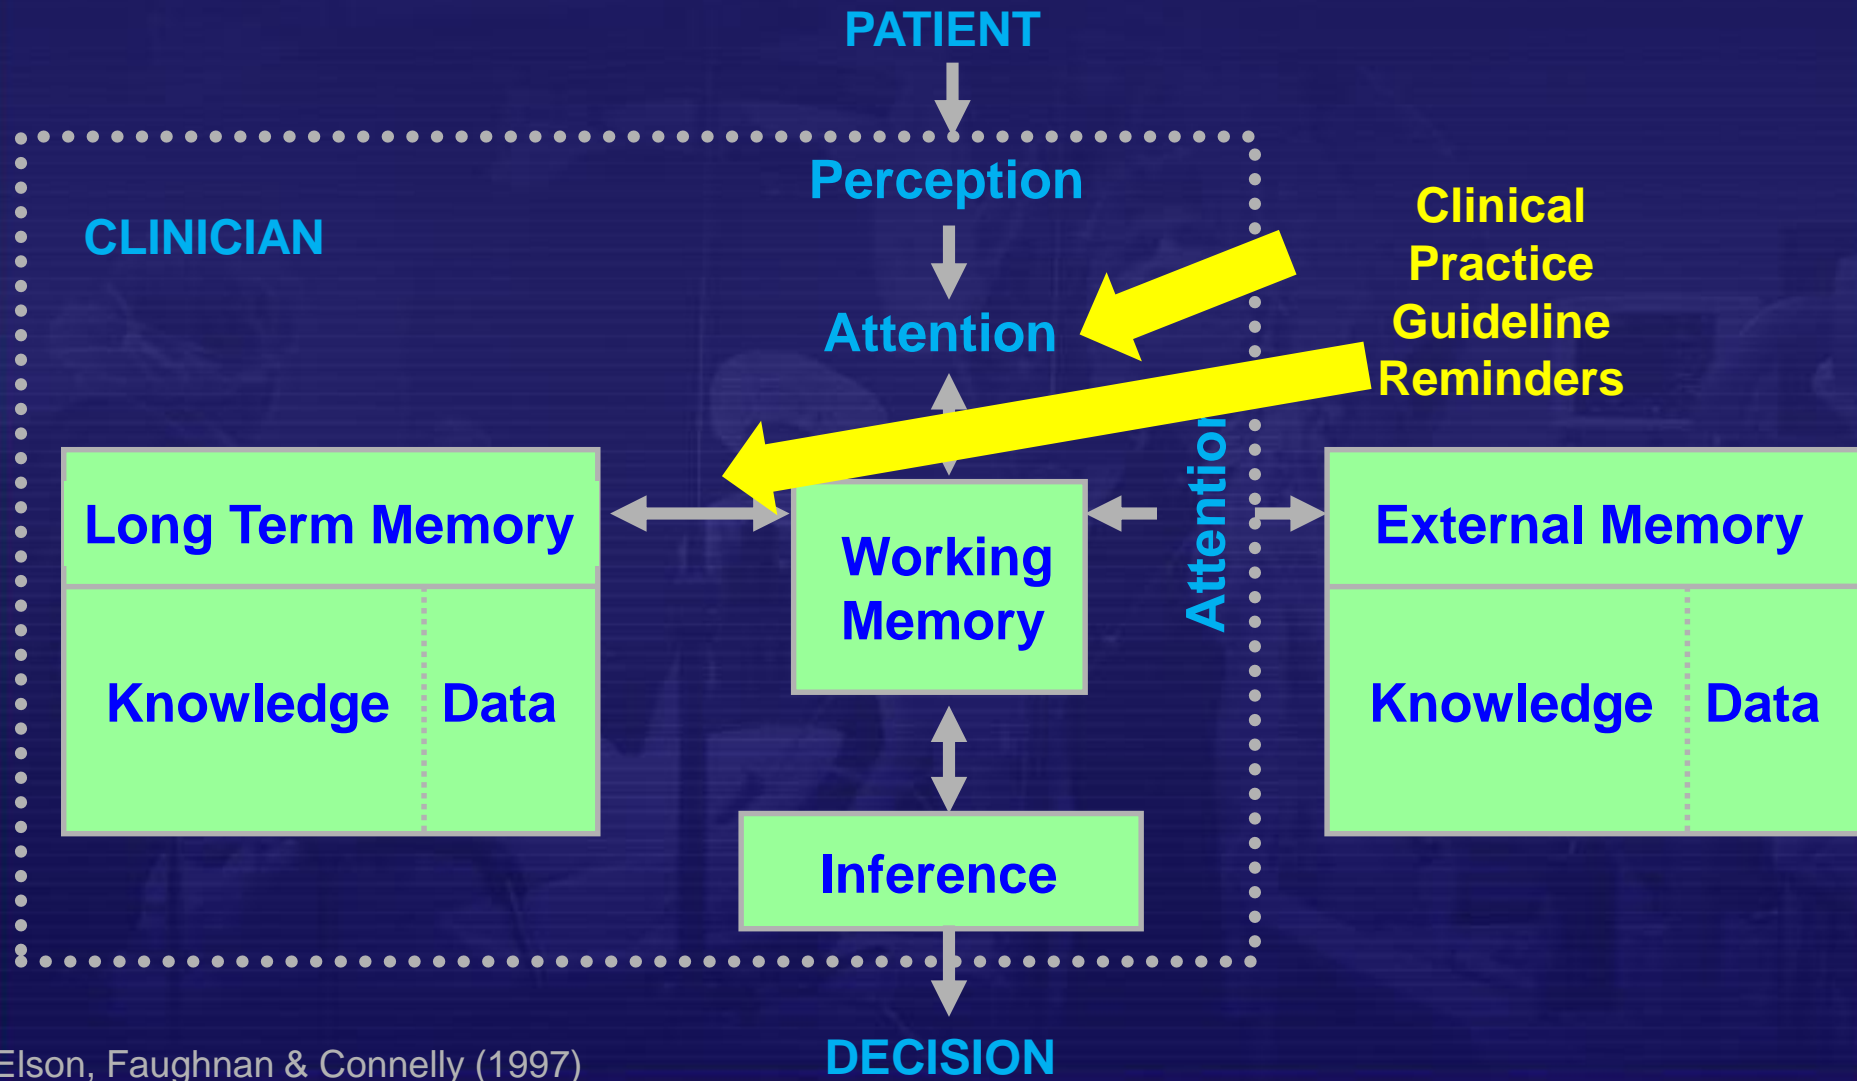 PATIENT
Perception
CLINICIAN
Clinical
Practice
Guideline
Reminders
Attention
Attention
Long Term Memory
Knowledge
Data
Working
Memory
External Memory
Knowledge
Data
Inference
DECISION
Elson, Faughnan & Connelly (1997)